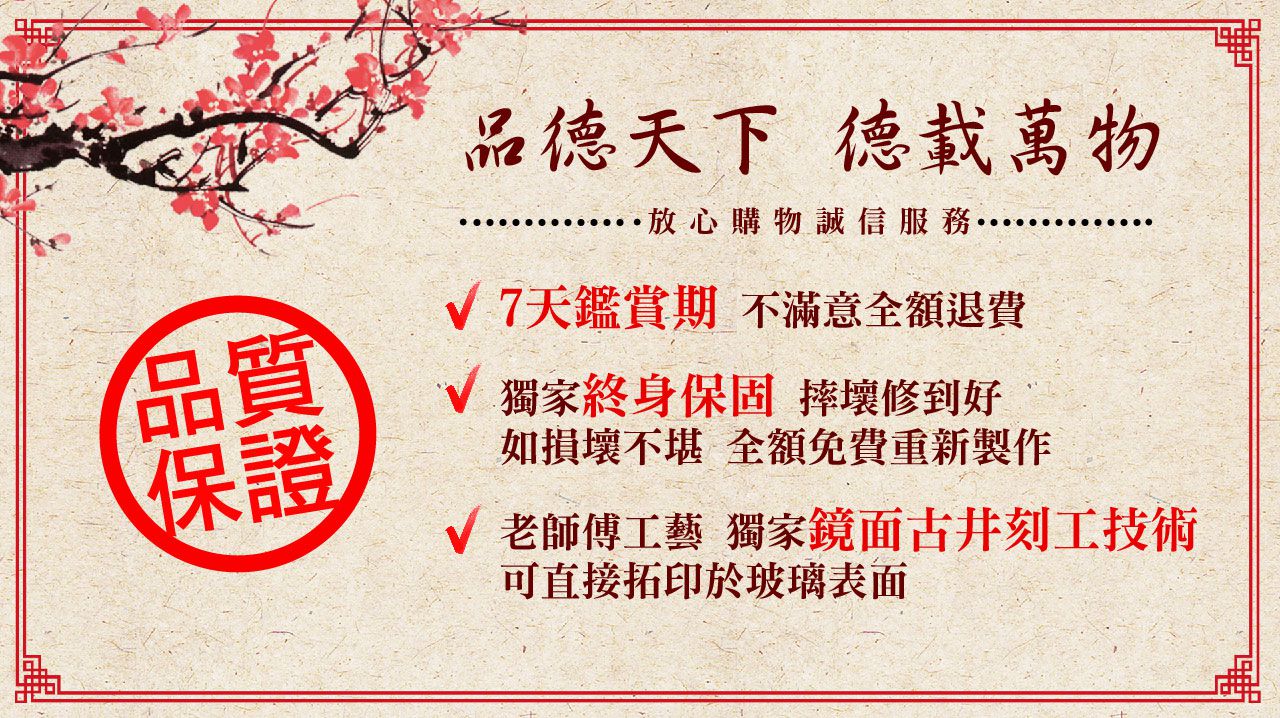 品德天下 德載萬物
放心購物誠信服務
7天鑑賞期 不滿意全額退費
獨家終身保固 摔壞修到好
如損壞不堪 全額免費重新製作
老師傅工藝 獨家鏡面古井刻工技術
可直接拓印於玻璃表面
品質
保證